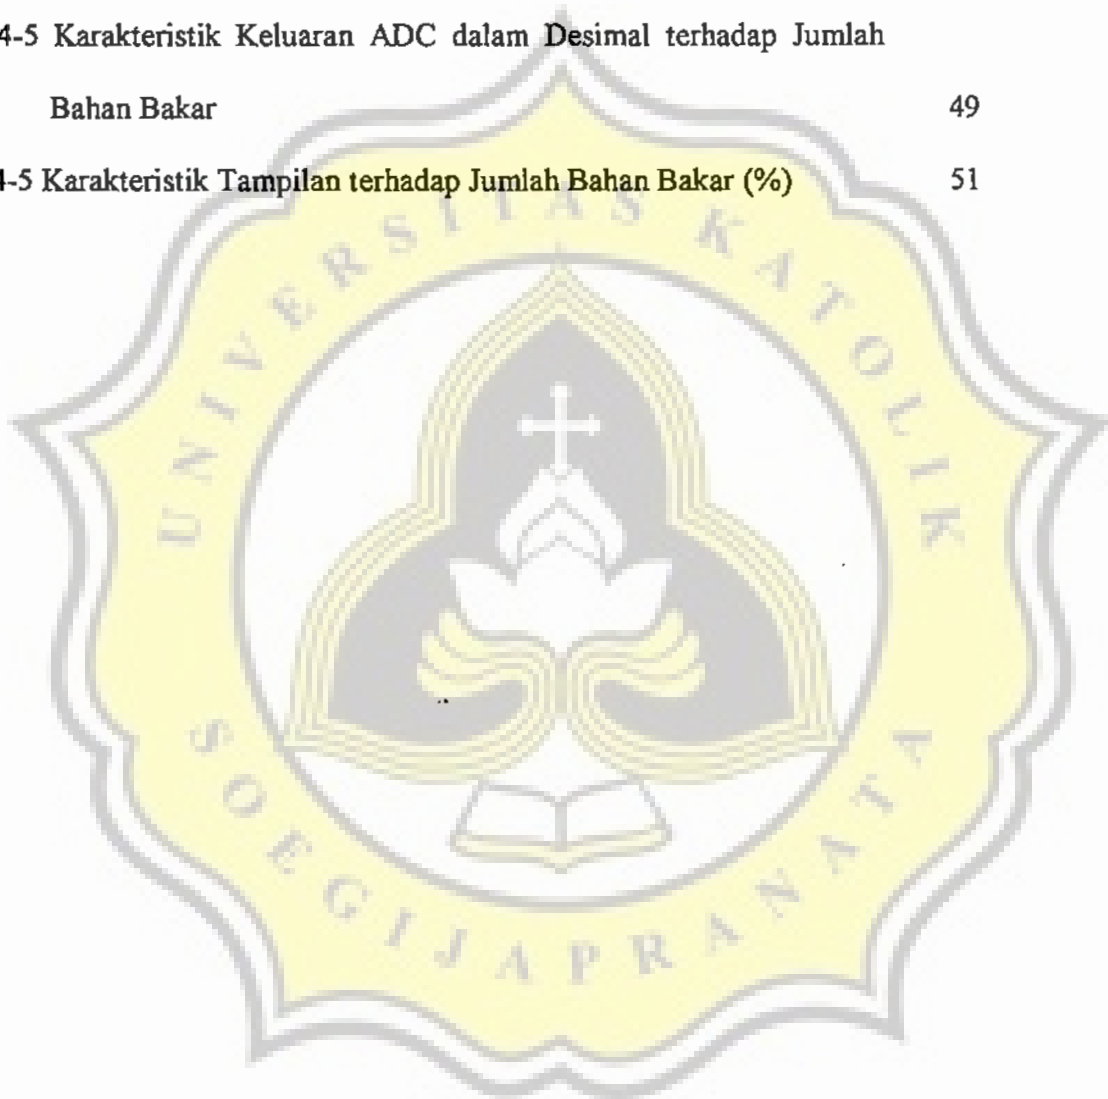 4-5 Karakteristik Keluaran ADC dalam Desimal terhadap Jumlah
Bahan Bakar 49
4-5 Karakteristik Tampilan terhadap Jumlah Bahan Bakar (%) 51
UNIVERSITAS KATOLIK
SOEGIJAPRANATA